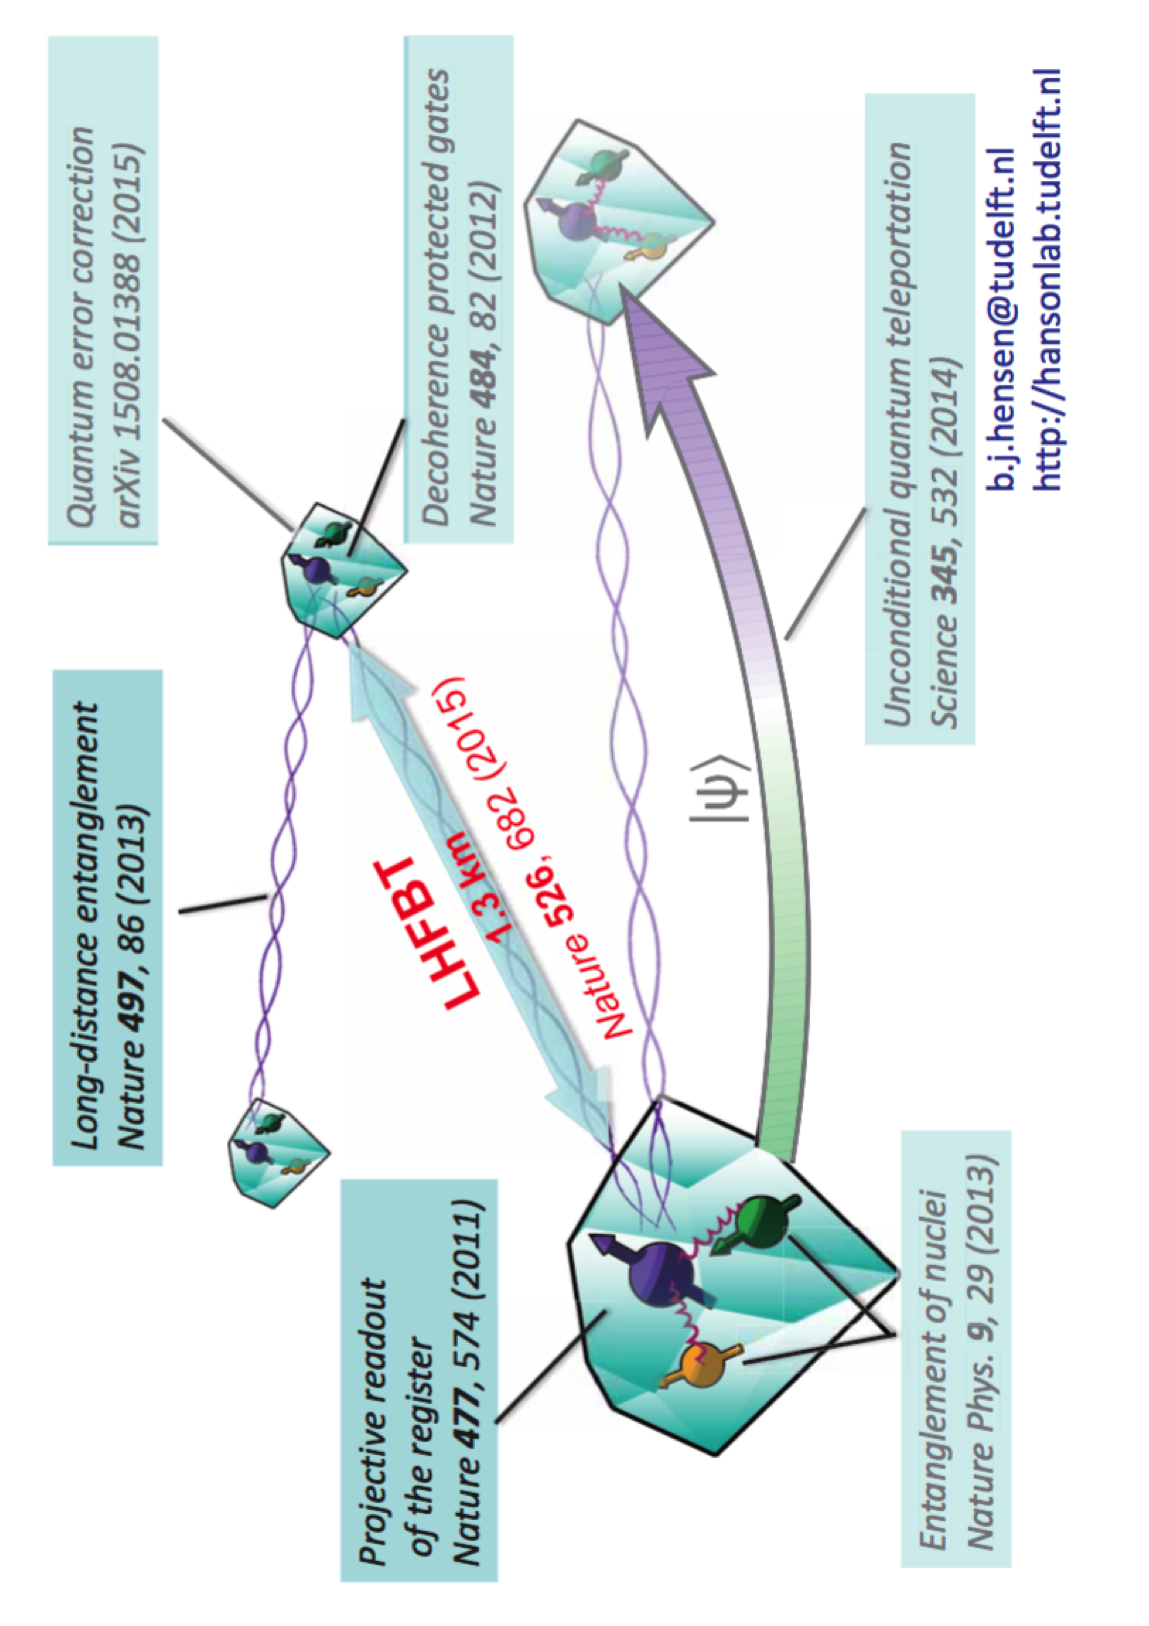 Long-distance entanglement
Nature 497, 86 (2013)
Quantum error correction
arXiv 1508.01388 (2015)
Projective readout
of the register
Nature 477, 574 (2011)
LHFBT
1.3 km
Nature 526, 682 (2015)
Decoherence protected gates
Nature 484, 82 (2012)
|ψ⟩
Entanglement of nuclei
Nature Phys. 9, 29 (2013)
Unconditional quantum teleportation
Science 345, 532 (2014)
b.j.hensen@tudelft.nl
http://hansonlab.tudelft.nl